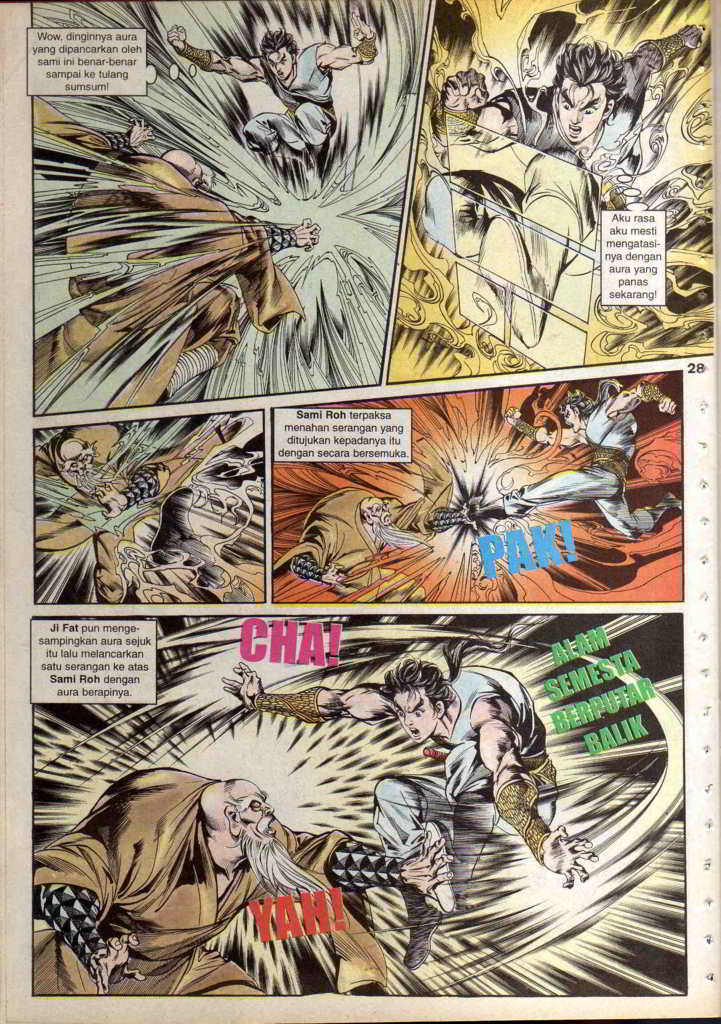 Wow, dinginnya aura
yang dipancarkan oleh
sami ini benar-benar
sampai ke tulang
sumsum!
Aku rasa
aku mesti
mengatasi-
nya dengan
aura yang
panas
sekarang!
28
Sami Roh terpaksa
menahan serangan yang
ditujukan kepadanya itu
dengan secara bersemuka.
PAK!
Ji Fat pun menge-
sampingkan aura sejuk
itu lalu melancarkan
satu serangan ke atas
Sami Roh dengan
aura berapinya.
CHA!
ALAM
SEMESTA
BERPUTAR
BALIK
YAH!